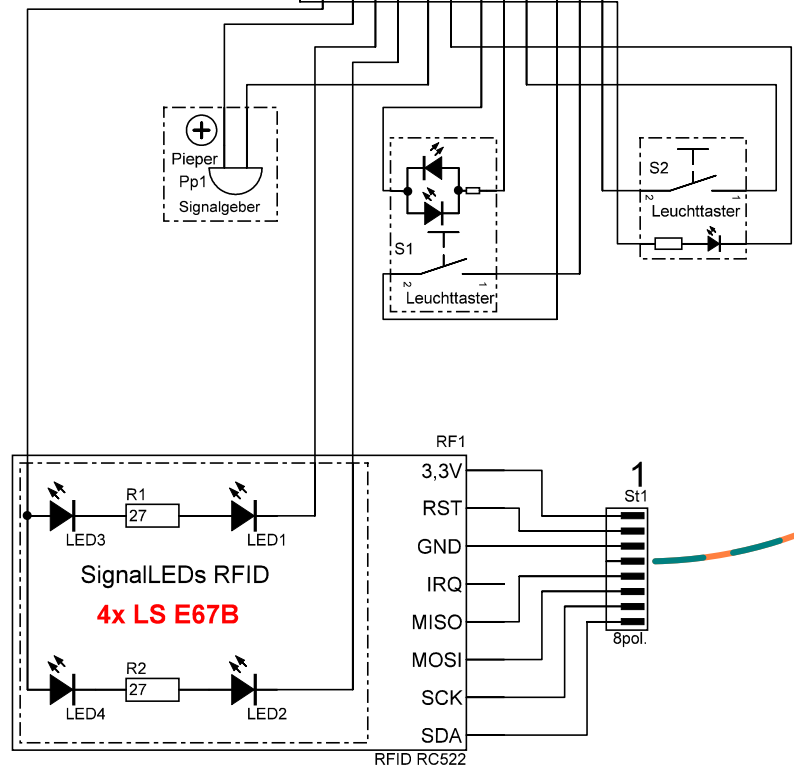 Pieper
Pp1
Signalgeber
S1
2
1
Leuchttaster
S2
2
1
Leuchttaster
RF1
3,3V
RST
GND
IRQ
MISO
MOSI
SCK
SDA
1
St1
8pol.
R1
27
LED3
LED1
SignalLEDs RFID
4x LS E67B
R2
27
LED4
LED2
RFID RC522